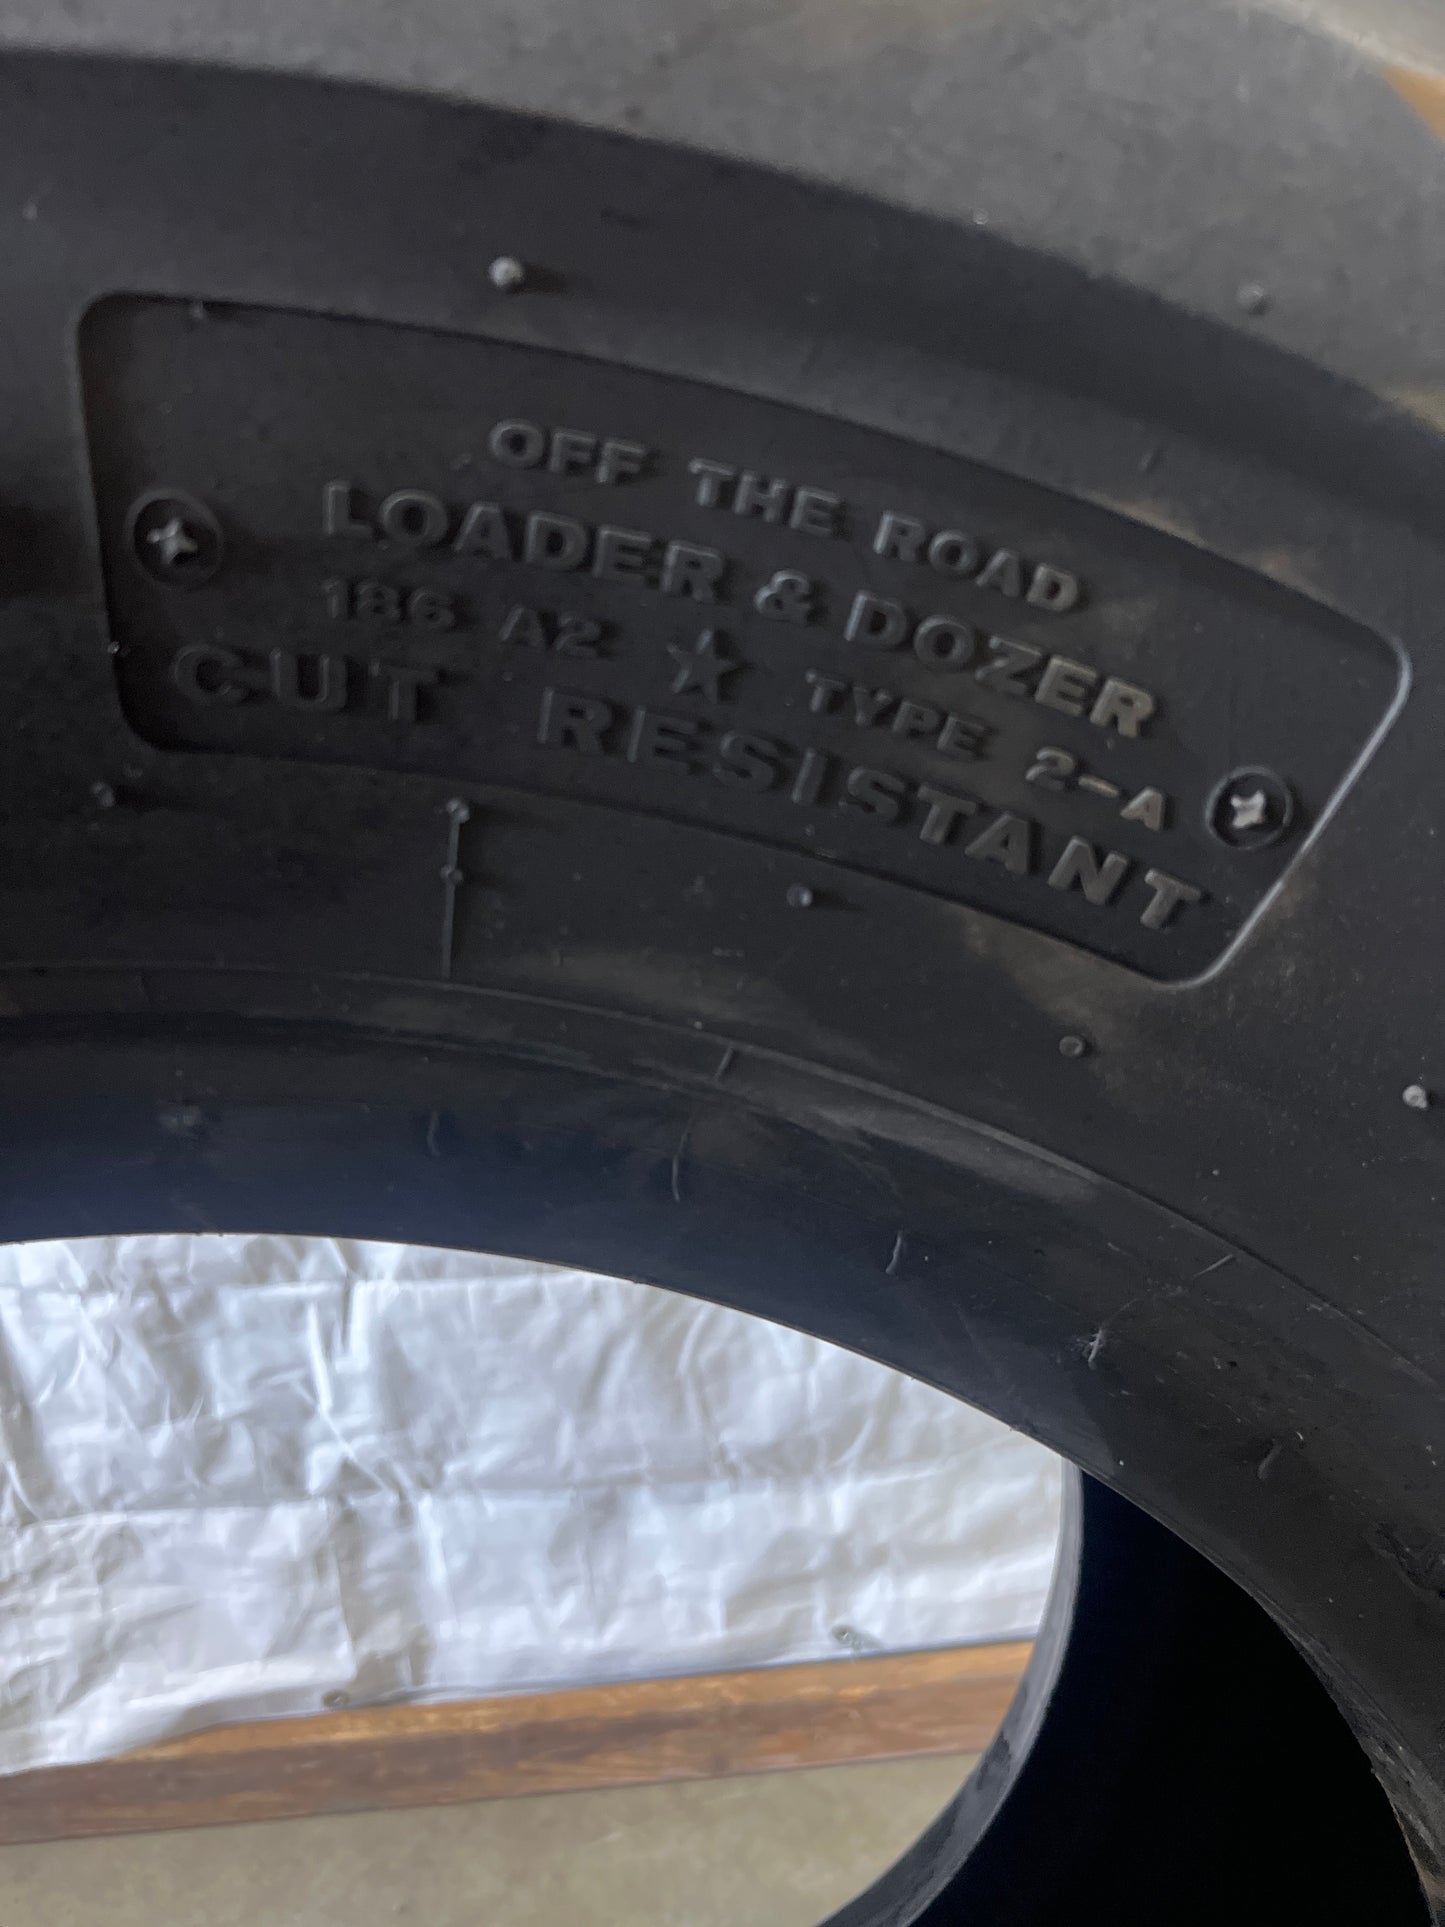 OFF THE ROAD
LOADER & DOZER
186 A2 ★ TYPE 2-A
CUT RESISTANT